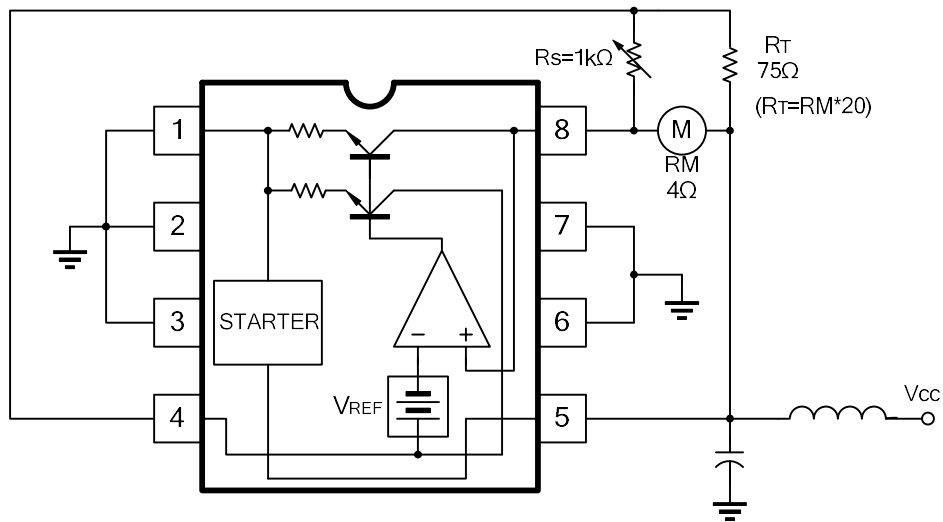 Rs=1kΩ
RT
75Ω
(RT=RM*20)
1
8
M
RM
4Ω
2
7
STARTER
3
6
− +
VREF
4
5
Vcc